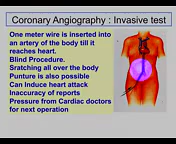 Coronary Angiography : Invasive test
One meter wire is inserted into
an artery of the body till it
reaches heart.
Blind Procedure.
Sratching all over the body
Punture is also possible
Can Induce heart attack
Inaccuracy of reports
Pressure from Cardiac doctors
for next operation